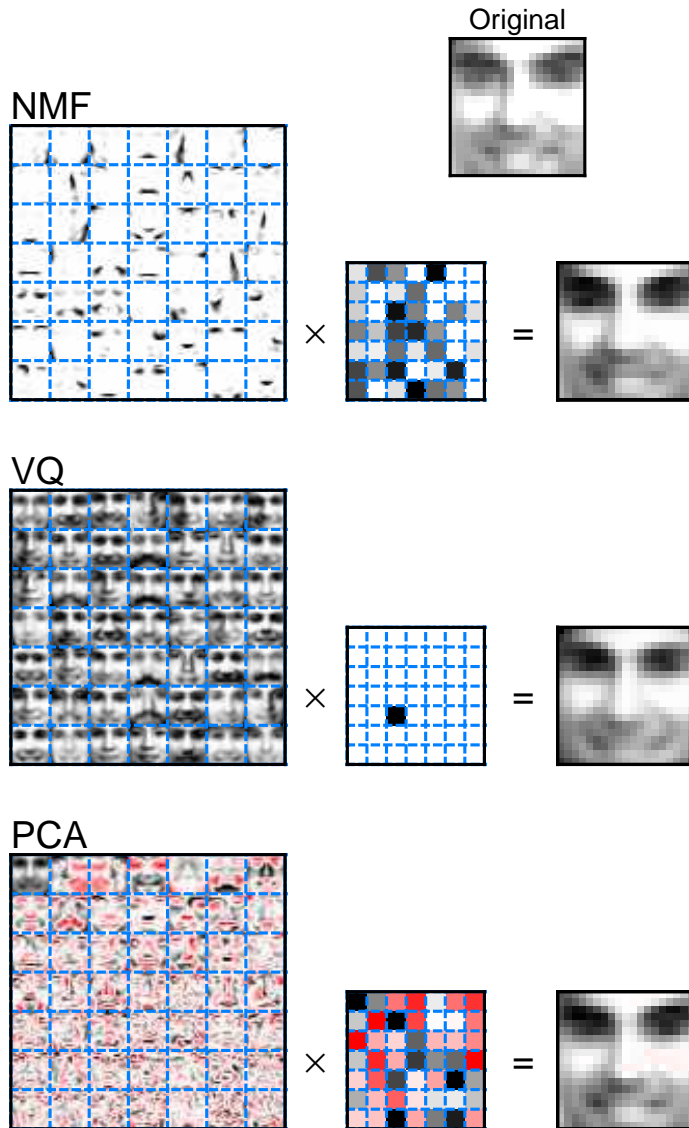 Original
NMF
× =
VQ
× =
PCA
× =